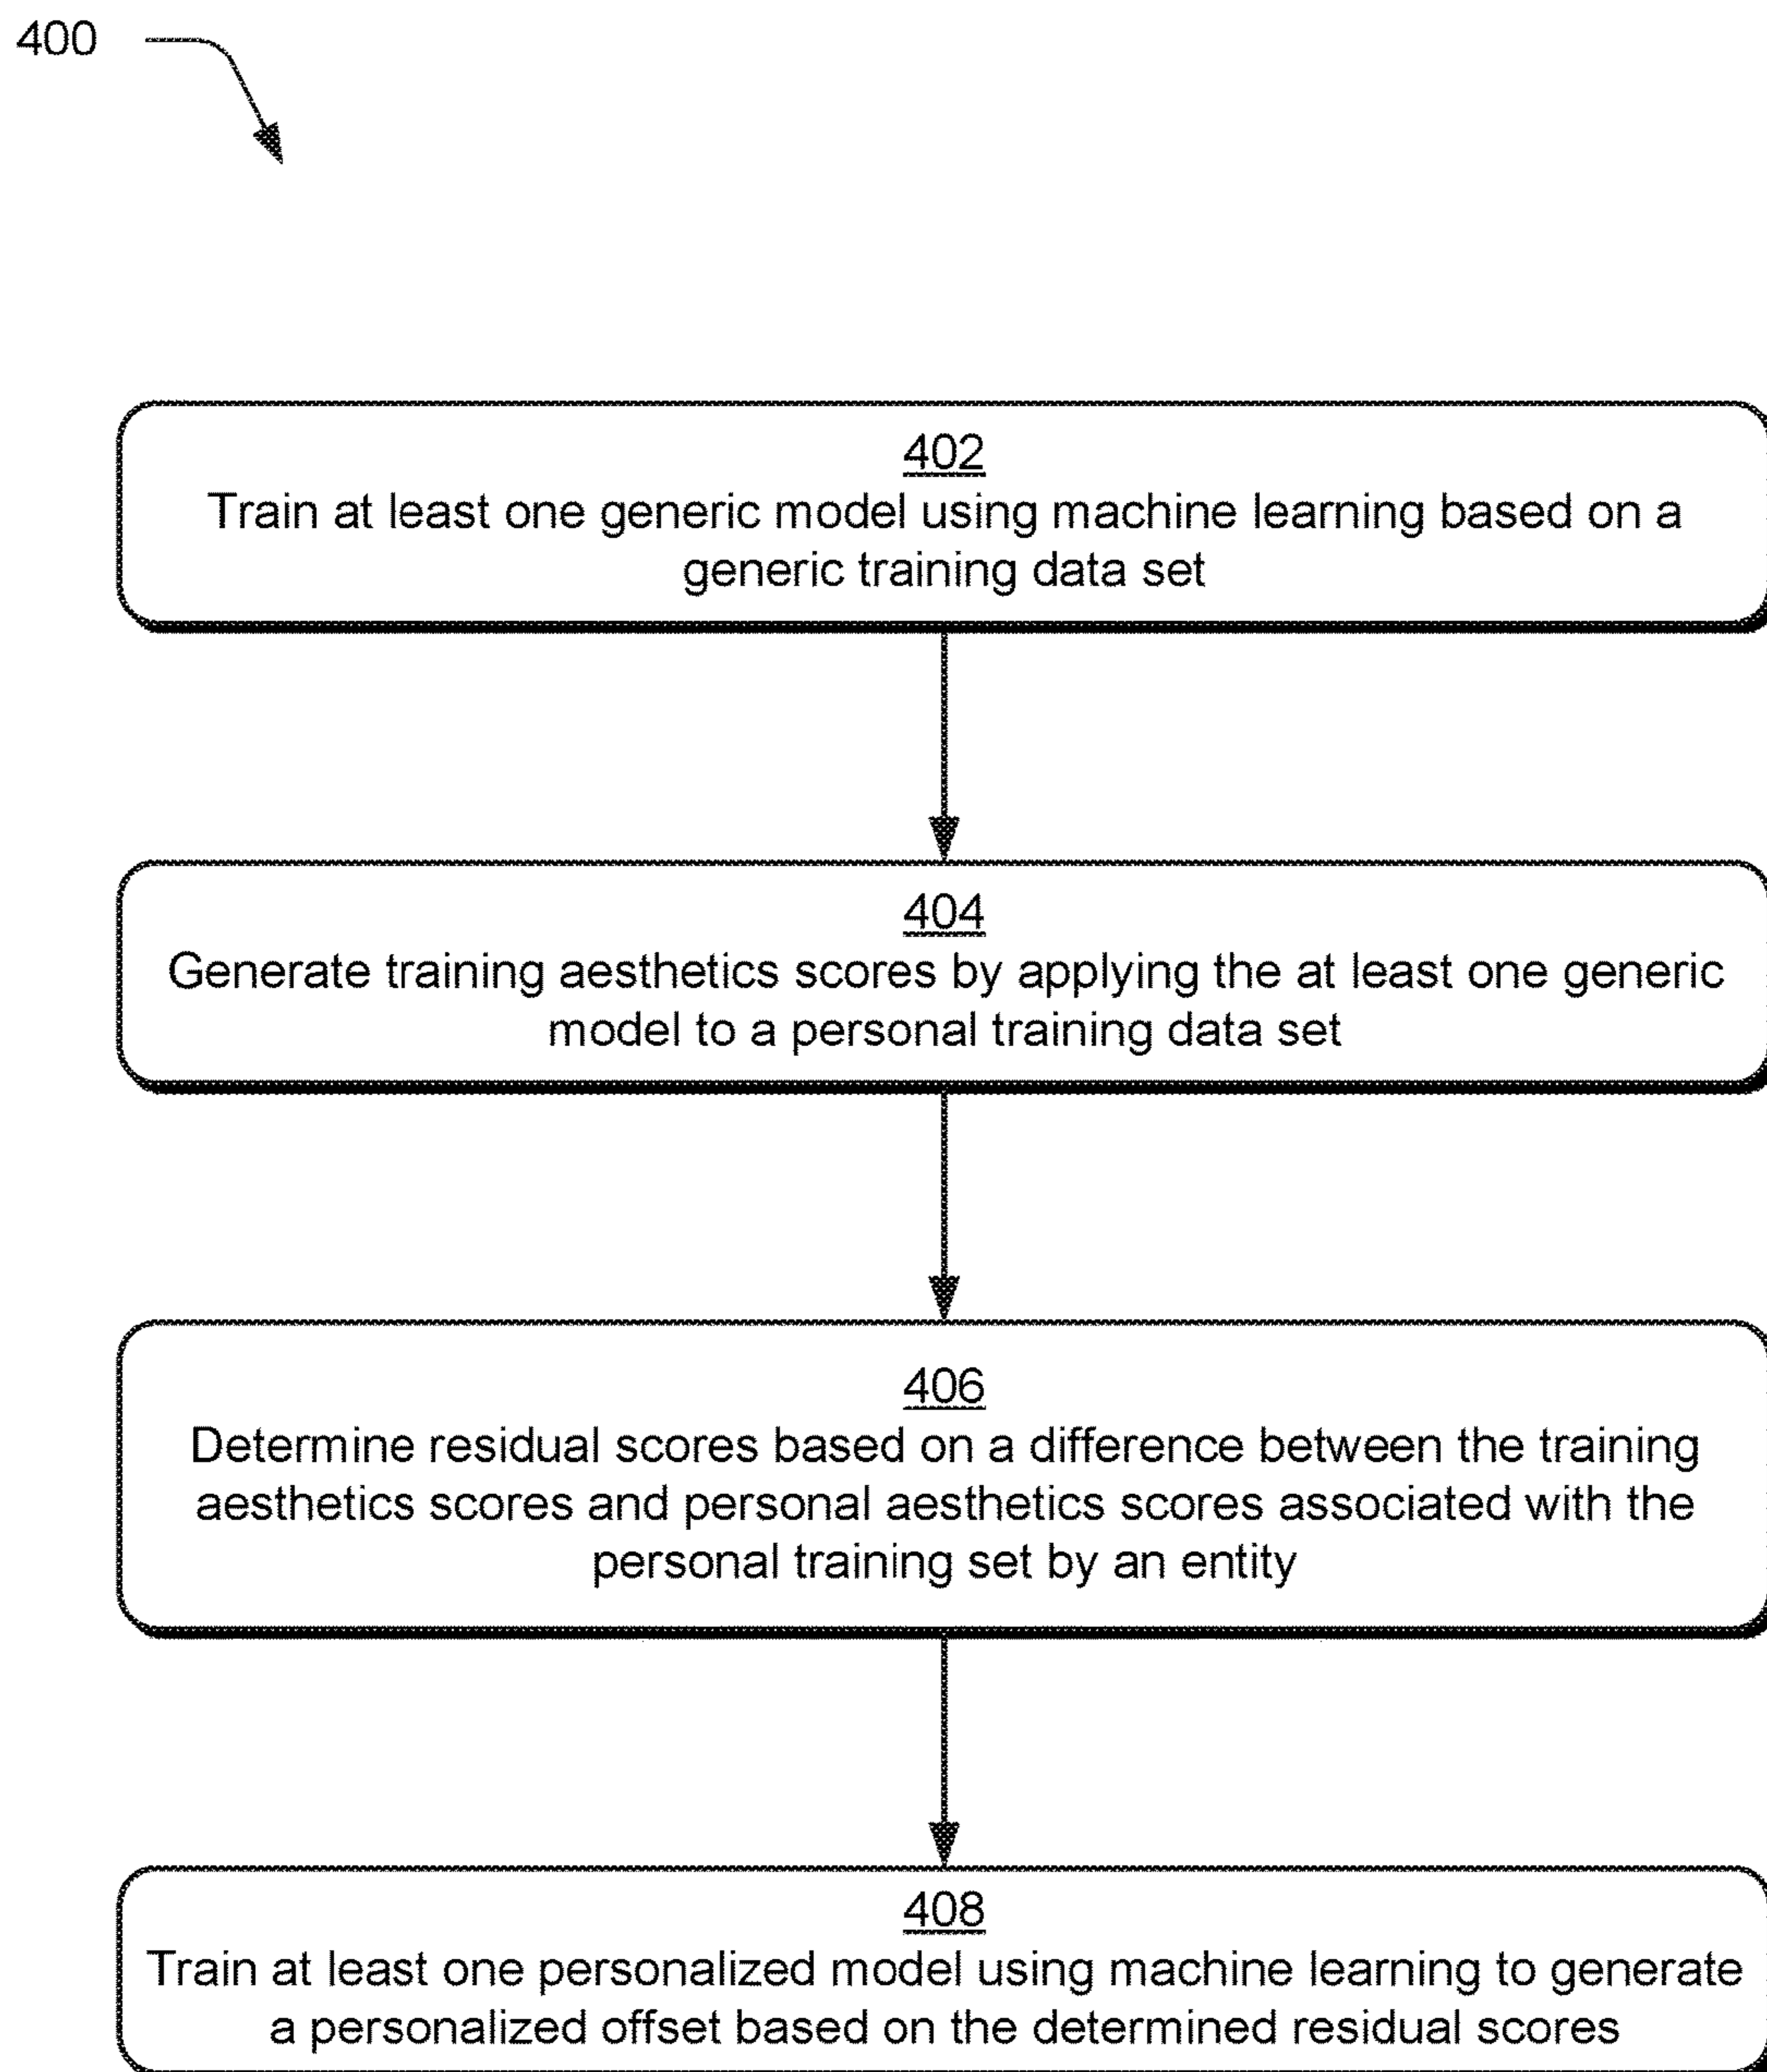 400
402
Train at least one generic model using machine learning based on a
generic training data set
404
Generate training aesthetics scores by applying the at least one generic
model to a personal training data set
406
Determine residual scores based on a difference between the training
aesthetics scores and personal aesthetics scores associated with the
personal training set by an entity
408
Train at least one personalized model using machine learning to generate
a personalized offset based on the determined residual scores